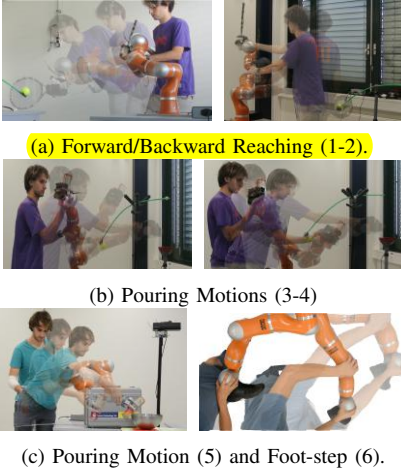 (a) Forward/Backward Reaching (1-2).
(b) Pouring Motions (3-4)
(c) Pouring Motion (5) and Foot-step (6).